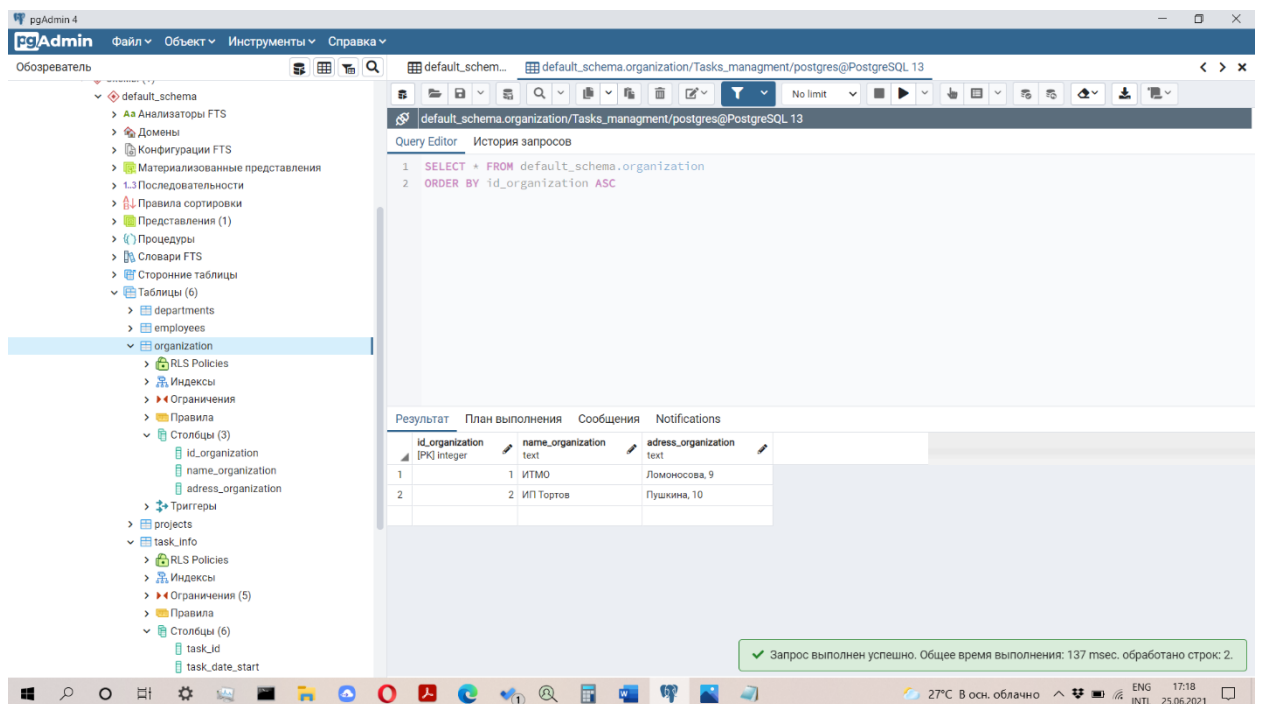 pgAdmin 4
pgAdmin Файл Объект Инструменты Справка
Обозреватель
default_schem... default_schema.organization/Tasks_managment/postgres@PostgreSQL 13
default_schema
Aa Анализаторы FTS
Домены
Конфигурации FTS
Материализованные представления
1..3 Последовательности
Правила сортировки
Представления (1)
Процедуры
Словари FTS
Сторонние таблицы
Таблицы (6)
departments
employees
organization
RLS Policies
Индексы
Ограничения
Правила
Столбцы (3)
id_organization
name_organization
adress_organization
Триггеры
projects
task_info
RLS Policies
Индексы
Ограничения (5)
Правила
Столбцы (6)
task_id
task_date_start
No limit
default_schema.organization/Tasks_managment/postgres@PostgreSQL 13
Query Editor История запросов
1 SELECT * FROM default_schema.organization
2 ORDER BY id_organization ASC
Результат План выполнения Сообщения Notifications
id_organization name_organization adress_organization
[PK] integer text text
1 1 ИТМО Ломоносова, 9
2 2 ИП Тортов Пушкина, 10
Запрос выполнен успешно. Общее время выполнения: 137 msec. обработано строк: 2.
27°C В осн. облачно
ENG
INTL
17:18
25.06.2021